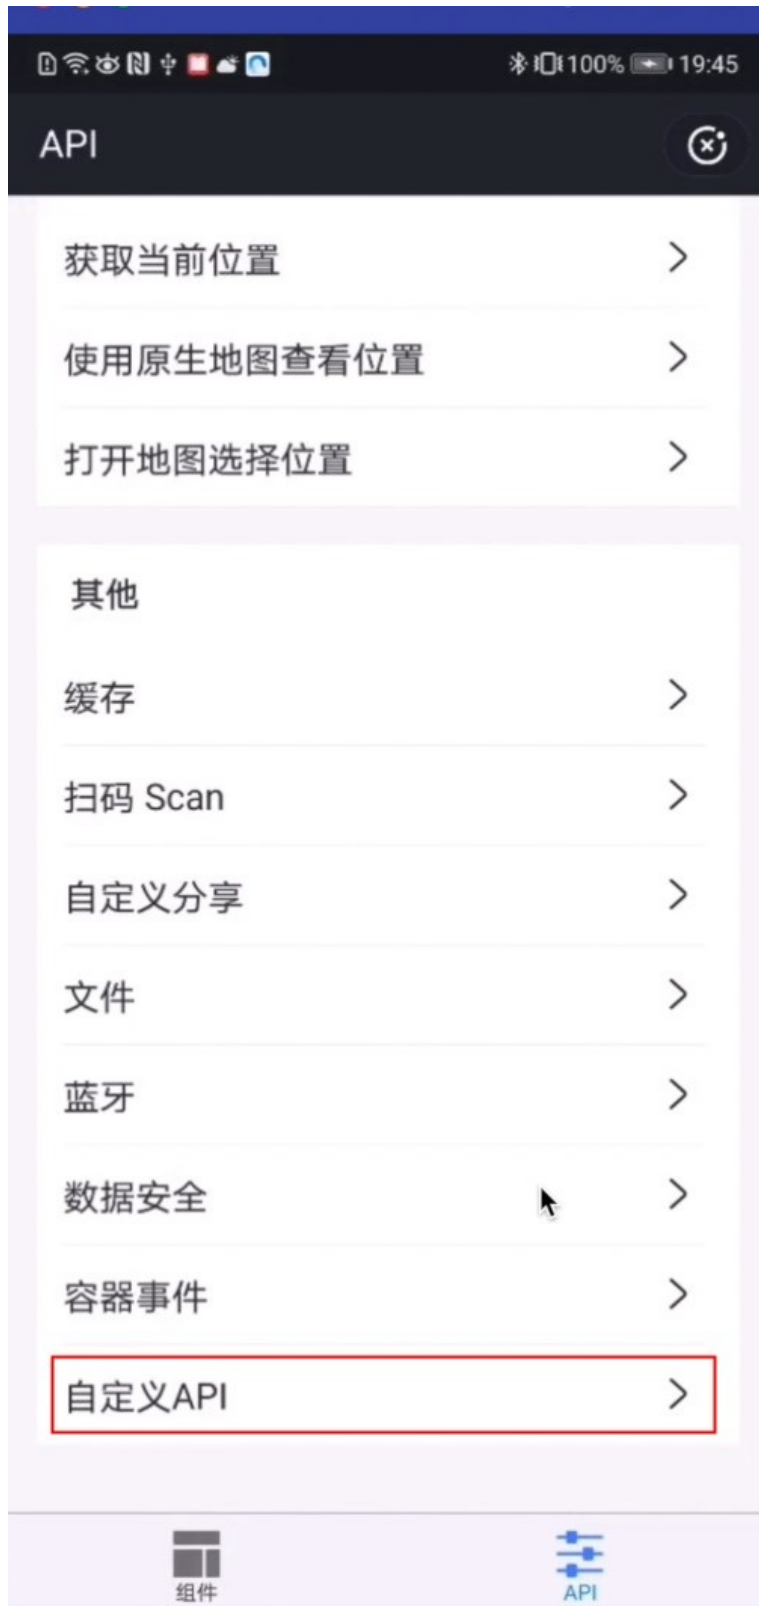 100% 19:45
API
获取当前位置
使用原生地图查看位置
打开地图选择位置
其他
缓存
扫码 Scan
自定义分享
文件
蓝牙
数据安全
容器事件
自定义API
组件
API